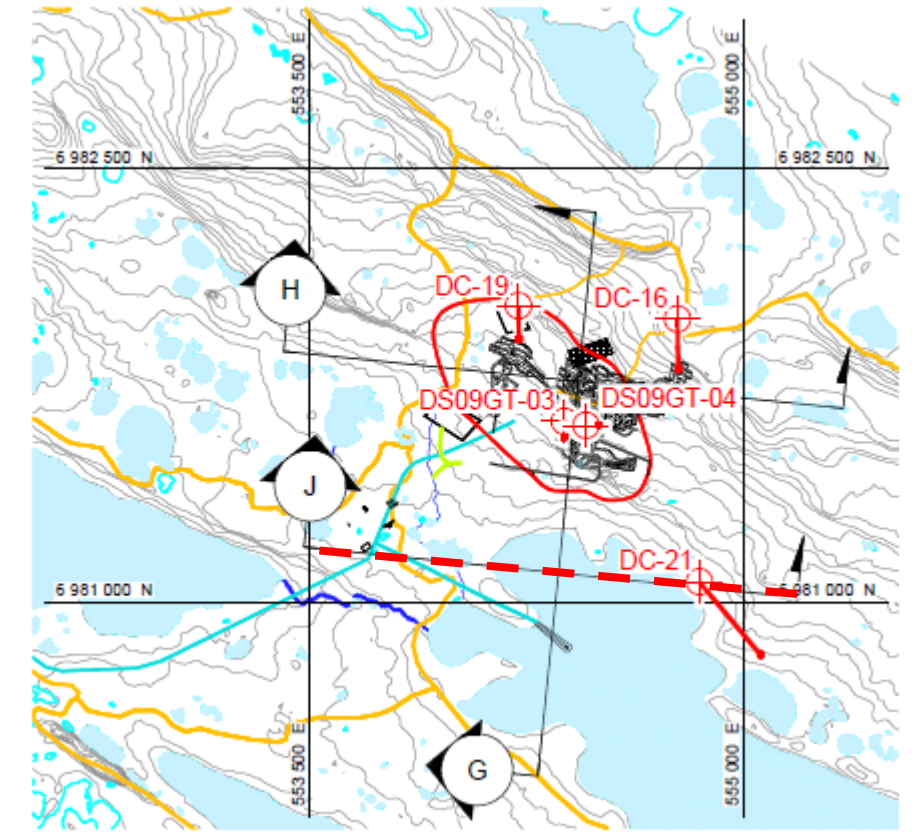 553 500 E
555 000 E
6 982 500 N
6 982 500 N
H
DC-19
DC-16
DS09GT-03
DS09GT-04
J
DC-21
6 981 000 N
6 981 000 N
553 500 E
555 000 E
G